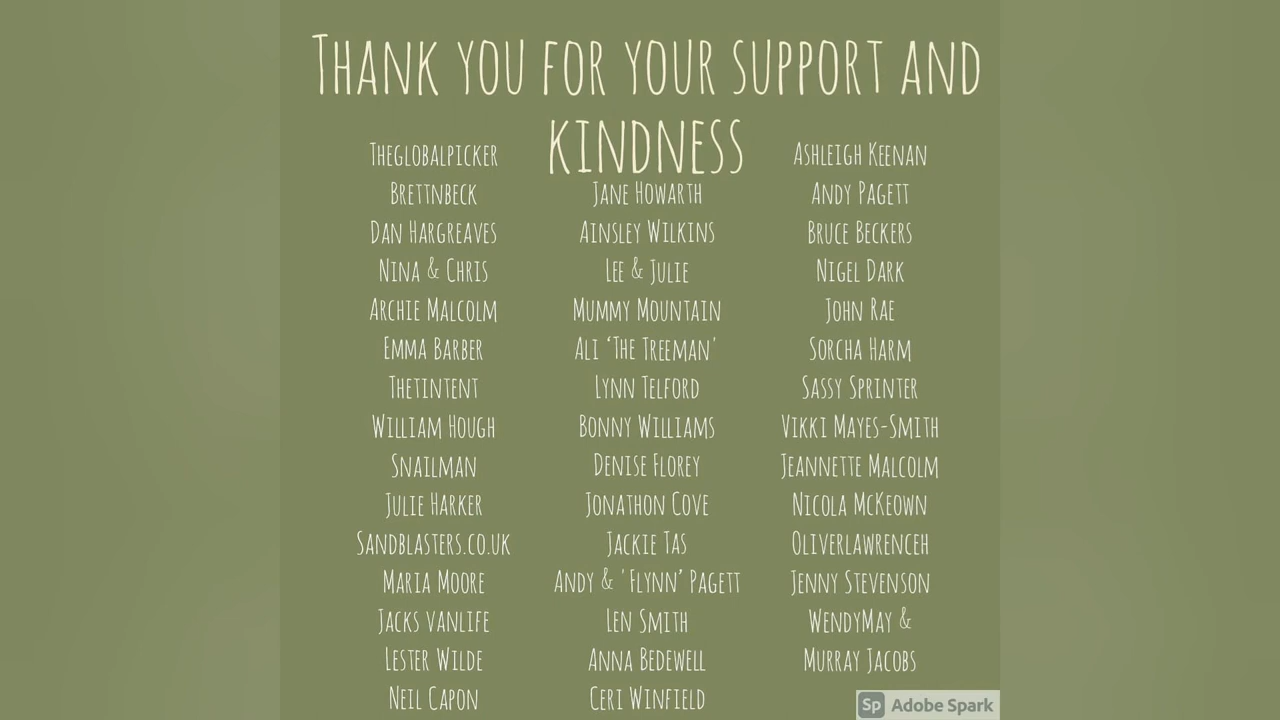 Thank you for your support and
kindness
Theglobalpicker
Brettnbeck
Dan Hargreaves
Nina & Chris
Archie Malcolm
Emma Barber
Thetintent
William Hough
Snailman
Julie Harker
Sandblasters.co.uk
Maria Moore
Jacks vanlife
Lester Wilde
Neil Capon
Jane Howarth
Ainsley Wilkins
Lee & Julie
Mummy Mountain
Ali ‘The Treeman'
Lynn Telford
Bonny Williams
Denise Florey
Jonathon Cove
Jackie Tas
Andy & 'Flynn’ Pagett
Len Smith
Anna Bedewell
Ceri Winfield
Ashleigh Keenan
Andy Pagett
Bruce Beckers
Nigel Dark
John Rae
Sorcha Harm
Sassy Sprinter
Vikki Mayes-Smith
Jeannette Malcolm
Nicola McKeown
Oliverlawrenceh
Jenny Stevenson
WendyMay &
Murray Jacobs
Sp Adobe Spark